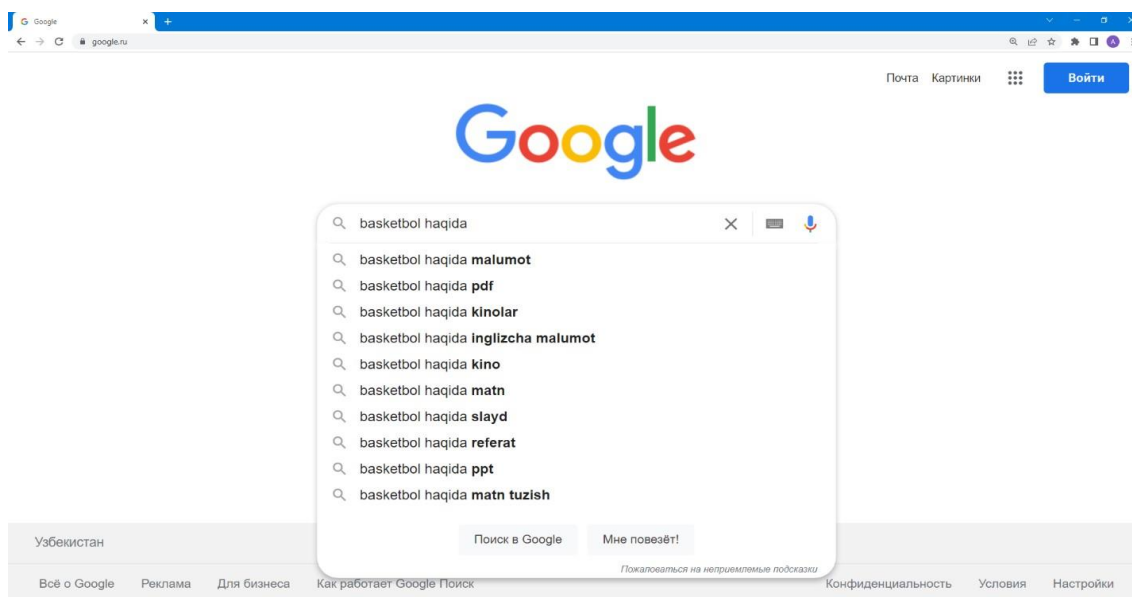 Google
google.ru
Почта Картинки Войти
Google
basketbol haqida
basketbol haqida malumot
basketbol haqida pdf
basketbol haqida kinolar
basketbol haqida inglizcha malumot
basketbol haqida kino
basketbol haqida matn
basketbol haqida slayd
basketbol haqida referat
basketbol haqida ppt
basketbol haqida matn tuzish
Поиск в Google Мне повезёт!
Пожаловаться на неприемлемые подсказки
Узбекистан
Всё о Google Реклама Для бизнеса Как работает Google Поиск Конфиденциальность Условия Настройки